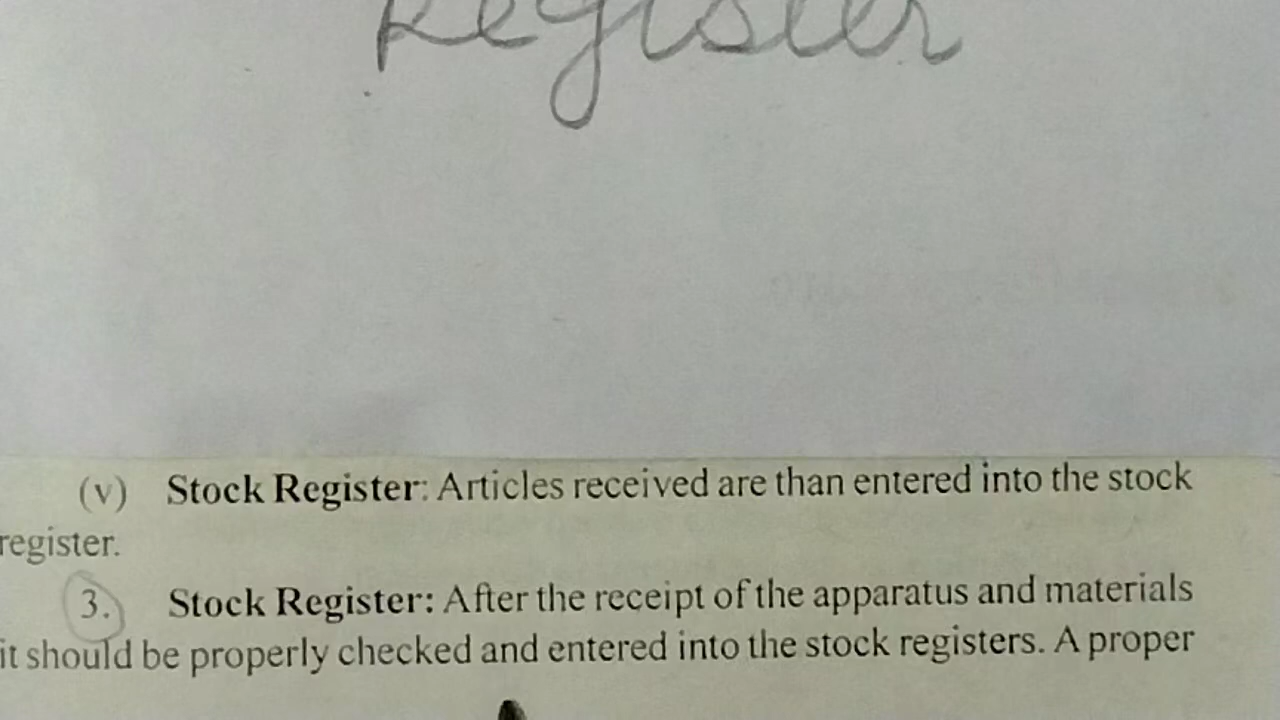 Register
(v) Stock Register: Articles received are than entered into the stock
register.
3. Stock Register: After the receipt of the apparatus and materials
it should be properly checked and entered into the stock registers. A proper